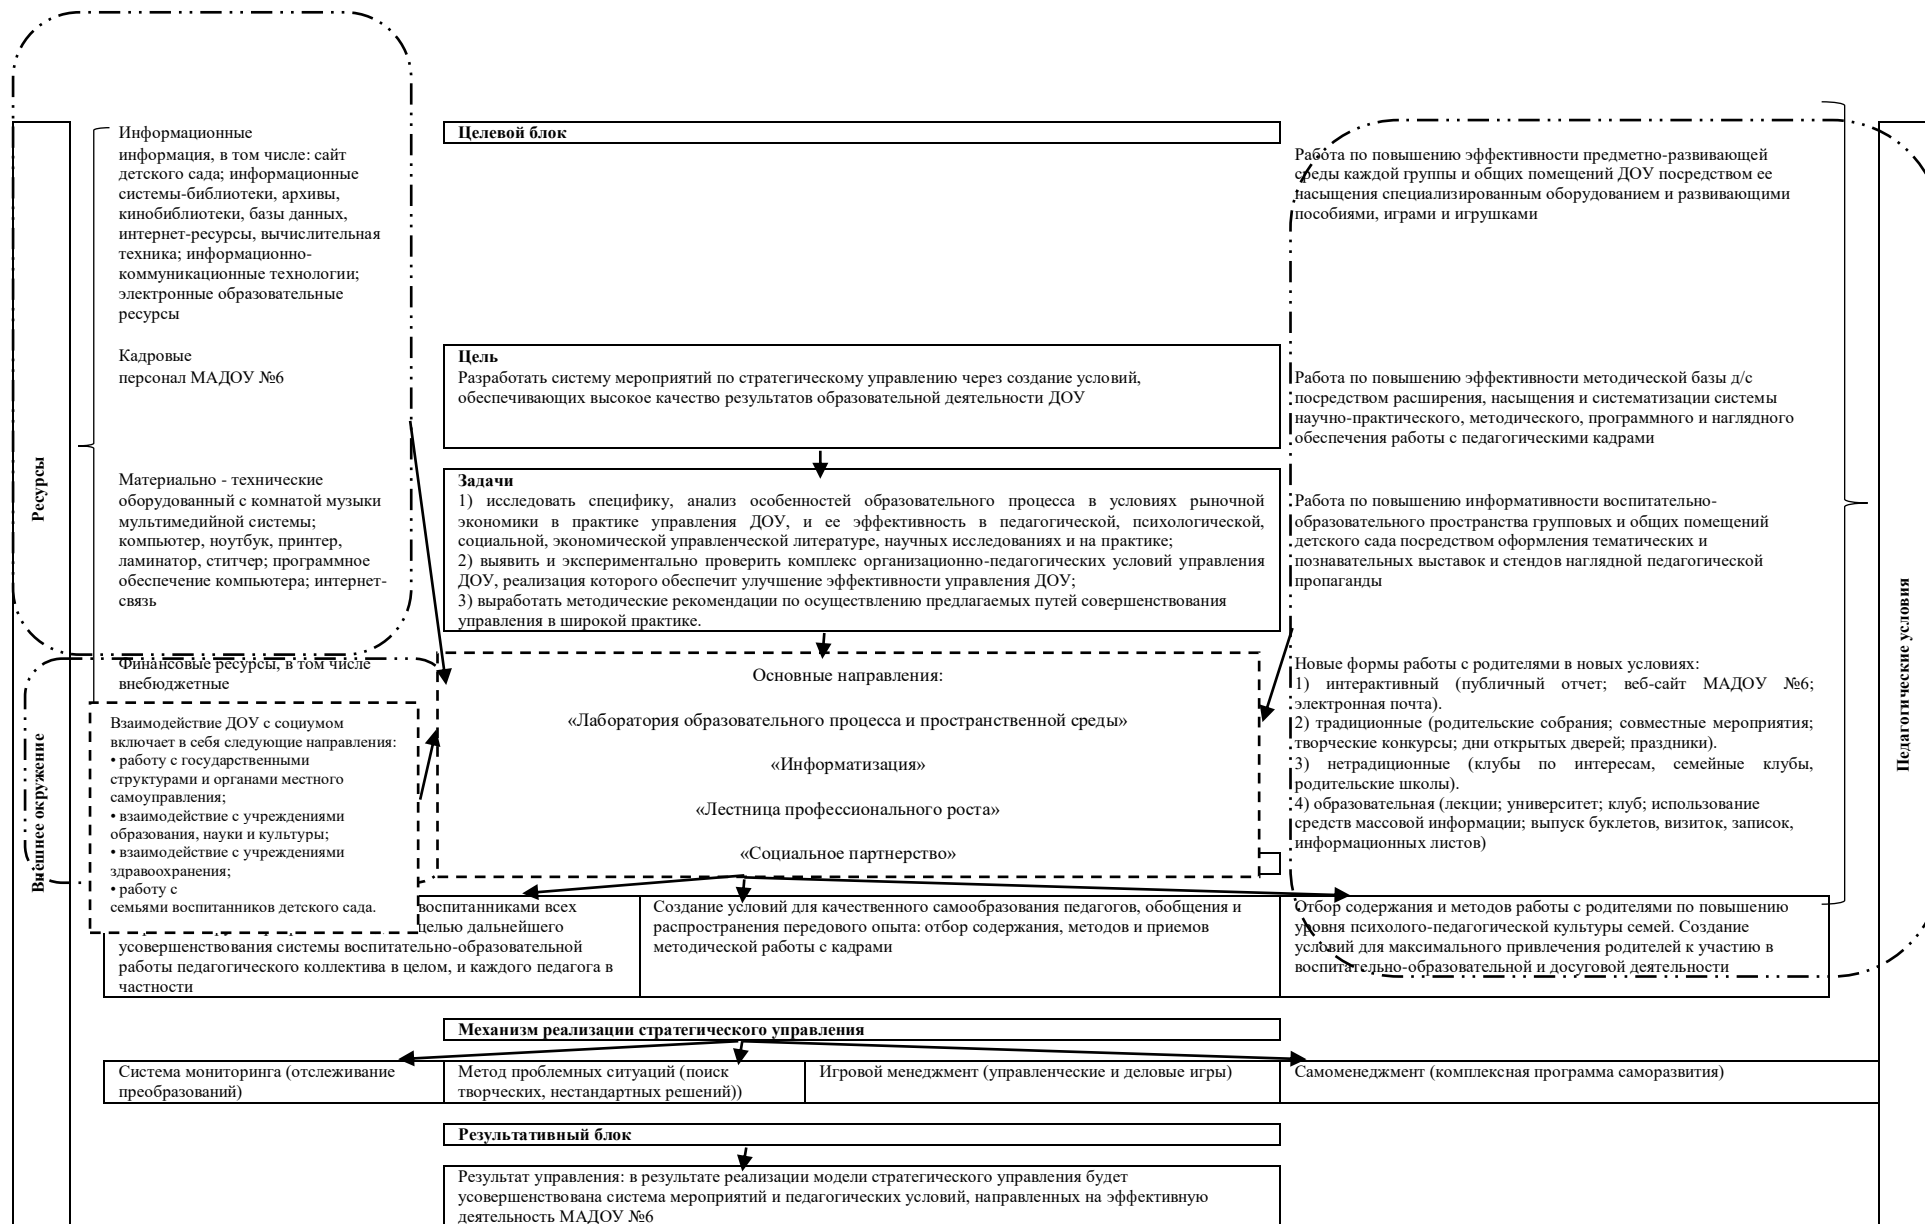 Ресурсы
Внешнее окружение
Информационные
информация, в том числе: сайт
детского сада; информационные
системы-библиотеки, архивы,
кинобиблиотеки, базы данных,
интернет-ресурсы, вычислительная
техника; информационно-
коммуникационные технологии;
электронные образовательные
ресурсы
Кадровые
персонал МАДОУ №6
Материально - технические
оборудованный с комнатой музыки
мультимедийной системы;
компьютер, ноутбук, принтер,
ламинатор, ститчер; программное
обеспечение компьютера; интернет-
связь
Финансовые ресурсы, в том числе
внебюджетные
Взаимодействие ДОУ с социумом
включает в себя следующие направления:
• работу с государственными
структурами и органами местного
самоуправления;
• взаимодействие с учреждениями
образования, науки и культуры;
• взаимодействие с учреждениями
здравоохранения;
• работу с
семьями воспитанников детского сада.
Целевой блок
Цель
Разработать систему мероприятий по стратегическому управлению через создание условий,
обеспечивающих высокое качество результатов образовательной деятельности ДОУ
Задачи
1) исследовать специфику, анализ особенностей образовательного процесса в условиях рыночной
экономики в практике управления ДОУ, и ее эффективность в педагогической, психологической,
социальной, экономической управленческой литературе, научных исследованиях и на практике;
2) выявить и экспериментально проверить комплекс организационно-педагогических условий управления
ДОУ, реализация которого обеспечит улучшение эффективности управления ДОУ;
3) выработать методические рекомендации по осуществлению предлагаемых путей совершенствования
управления в широкой практике.
Основные направления:
«Лаборатория образовательного процесса и пространственной среды»
«Информатизация»
«Лестница профессионального роста»
«Социальное партнерство»
Работа по повышению эффективности предметно-развивающей
среды каждой группы и общих помещений ДОУ посредством ее
насыщения специализированным оборудованием и развивающими
пособиями, играми и игрушками
Работа по повышению эффективности методической базы д/с
посредством расширения, насыщения и систематизации системы
научно-практического, методического, программного и наглядного
обеспечения работы с педагогическими кадрами
Работа по повышению информативности воспитательно-
образовательного пространства групповых и общих помещений
детского сада посредством оформления тематических и
познавательных выставок и стендов наглядной педагогической
пропаганды
Новые формы работы с родителями в новых условиях:
1) интерактивный (публичный отчет; веб-сайт МАДОУ №6;
электронная почта).
2) традиционные (родительские собрания; совместные мероприятия;
творческие конкурсы; дни открытых дверей; праздники).
3) нетрадиционные (клубы по интересам, семейные клубы,
родительские школы).
4) образовательная (лекции; университет; клуб; использование
средств массовой информации; выпуск буклетов, визиток, записок,
информационных листов)
Педагогические условия
воспитанниками всех
целью дальнейшего
усовершенствования системы воспитательно-образовательной
работы педагогического коллектива в целом, и каждого педагога в
частности
Создание условий для качественного самообразования педагогов, обобщения и
распространения передового опыта: отбор содержания, методов и приемов
методической работы с кадрами
Отбор содержания и методов работы с родителями по повышению
уровня психолого-педагогической культуры семей. Создание
условий для максимального привлечения родителей к участию в
воспитательно-образовательной и досуговой деятельности
Механизм реализации стратегического управления
Система мониторинга (отслеживание
преобразований)
Метод проблемных ситуаций (поиск
творческих, нестандартных решений))
Игровой менеджмент (управленческие и деловые игры)
Самоменеджмент (комплексная программа саморазвития)
Результативный блок
Результат управления: в результате реализации модели стратегического управления будет
усовершенствована система мероприятий и педагогических условий, направленных на эффективную
деятельность МАДОУ №6